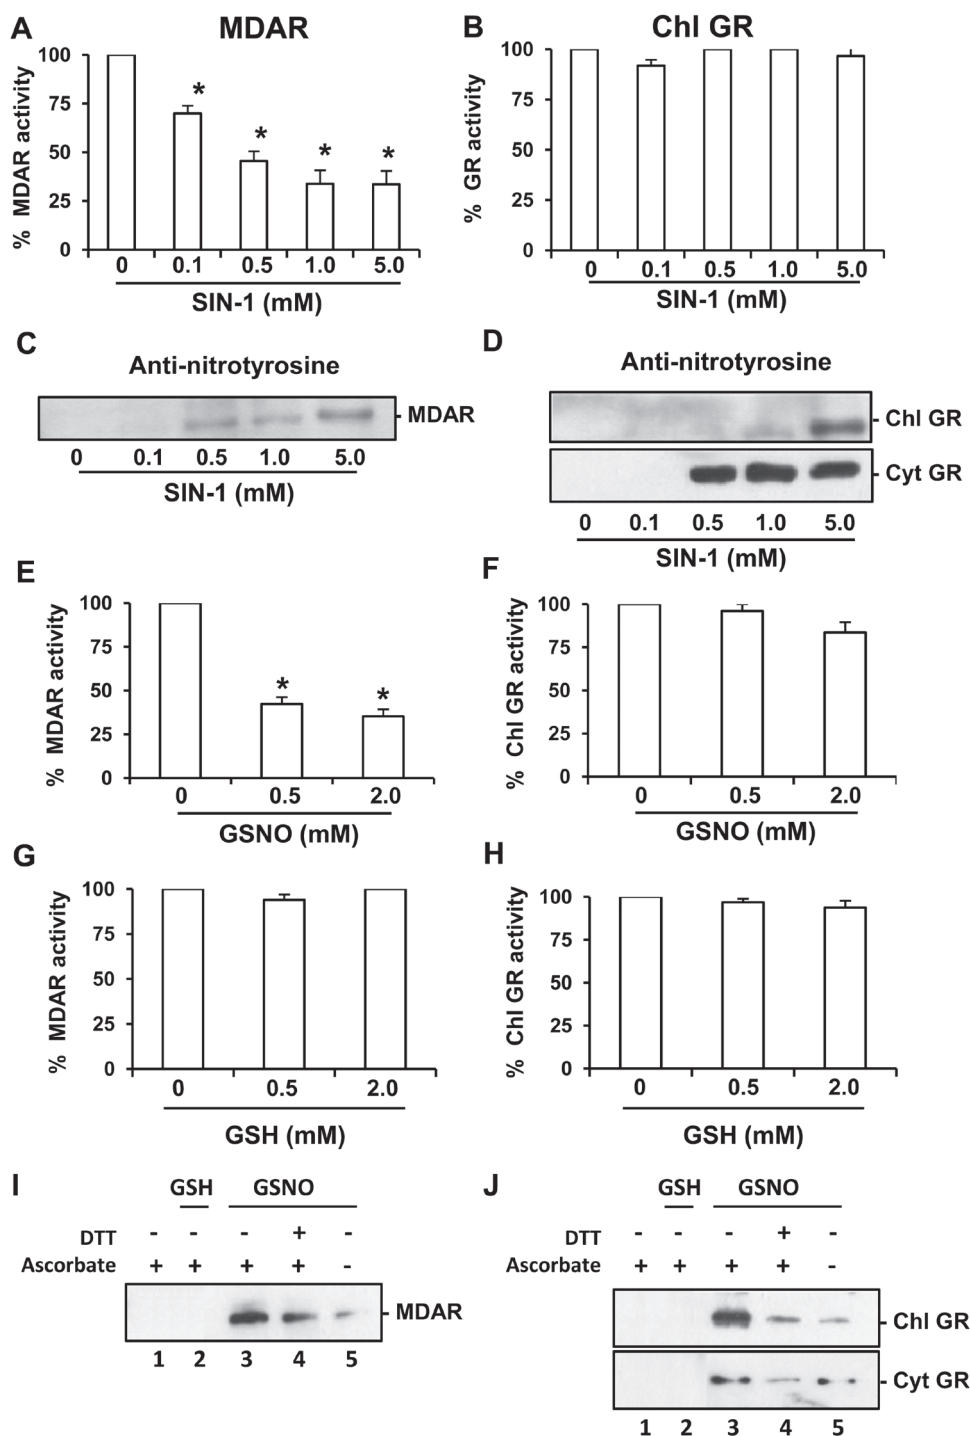 A
MDAR
% MDAR activity
100
75
50
25
0
* * * *
0 0.1 0.5 1.0 5.0
SIN-1 (mM)
B
Chl GR
% GR activity
100
75
50
25
0
0 0.1 0.5 1.0 5.0
SIN-1 (mM)
C
Anti-nitrotyrosine
MDAR
0 0.1 0.5 1.0 5.0
SIN-1 (mM)
D
Anti-nitrotyrosine
Chl GR
Cyt GR
0 0.1 0.5 1.0 5.0
SIN-1 (mM)
E
% MDAR activity
100
75
50
25
0
* *
0 0.5 2.0
GSNO (mM)
F
% Chl GR activity
100
75
50
25
0
0 0.5 2.0
GSNO (mM)
G
% MDAR activity
100
75
50
25
0
0 0.5 2.0
GSH (mM)
H
% Chl GR activity
100
75
50
25
0
0 0.5 2.0
GSH (mM)
I
GSH GSNO
DTT - - - + -
Ascorbate + + + + -
MDAR
1 2 3 4 5
J
GSH GSNO
DTT - - - + -
Ascorbate + + + + -
Chl GR
Cyt GR
1 2 3 4 5